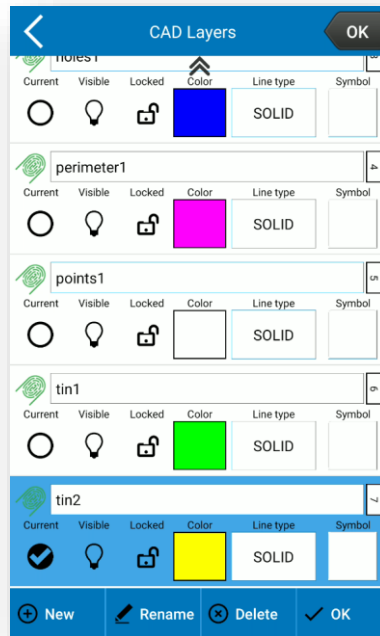 CAD Layers
OK
holes1
3
Current Visible Locked Color Line type Symbol
SOLID
perimeter1
4
Current Visible Locked Color Line type Symbol
SOLID
points1
5
Current Visible Locked Color Line type Symbol
SOLID
tin1
6
Current Visible Locked Color Line type Symbol
SOLID
tin2
7
Current Visible Locked Color Line type Symbol
SOLID
New Rename Delete OK